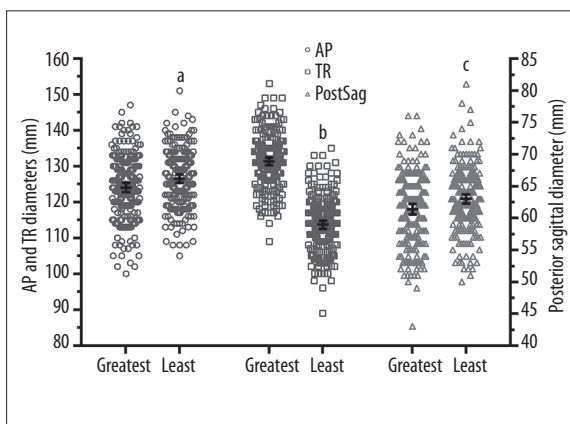 AP
TR
PostSag
a
b
c
AP and TR diameters (mm)
160
150
140
130
120
110
100
90
80
Posterior sagittal diameter (mm)
85
80
75
70
65
60
55
50
45
40
Greatest Least Greatest Least Greatest Least